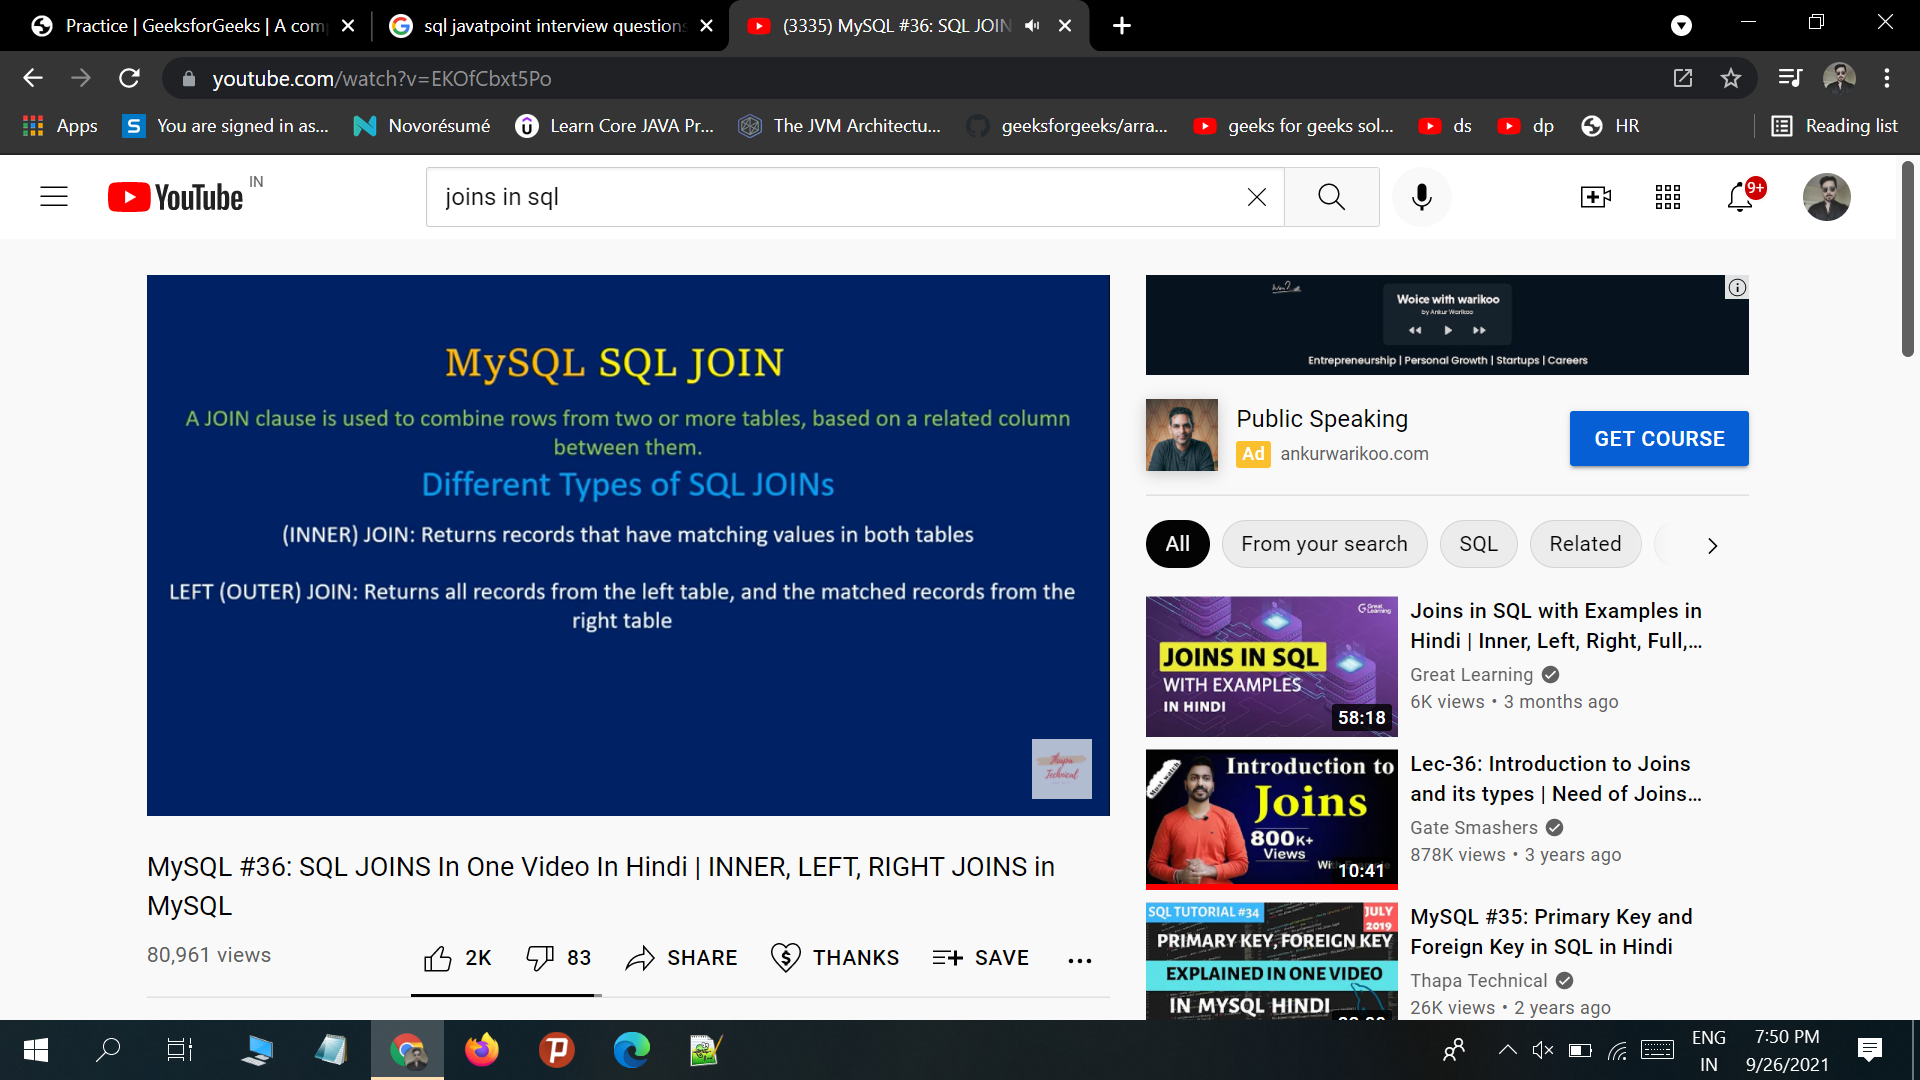 Practice | GeeksforGeeks | A com
sql javatpoint interview questions
(3335) MySQL #36: SQL JOIN
youtube.com/watch?v=EKOfCbxt5Po
Apps
You are signed in as...
Novorésumé
Learn Core JAVA Pr...
The JVM Architectu...
geeksforgeeks/arra...
geeks for geeks sol...
ds
dp
HR
Reading list
YouTube IN
joins in sql
9+
MySQL SQL JOIN
A JOIN clause is used to combine rows from two or more tables, based on a related column
between them.
Different Types of SQL JOINs
(INNER) JOIN: Returns records that have matching values in both tables
LEFT (OUTER) JOIN: Returns all records from the left table, and the matched records from the
right table
Thapa
Technical
MySQL #36: SQL JOINS In One Video In Hindi | INNER, LEFT, RIGHT JOINS in
MySQL
80,961 views
2K
83
SHARE
THANKS
SAVE
Woice with warikoo
by Ankur Warikoo
Entrepreneurship | Personal Growth | Startups | Careers
Public Speaking
Ad ankurwarikoo.com
GET COURSE
All
From your search
SQL
Related
Great Learning
JOINS IN SQL
WITH EXAMPLES
IN HINDI
58:18
Joins in SQL with Examples in
Hindi | Inner, Left, Right, Full,...
Great Learning
6K views • 3 months ago
Must watch
Introduction to
Joins
800K+
Views
10:41
Lec-36: Introduction to Joins
and its types | Need of Joins...
Gate Smashers
878K views • 3 years ago
SQL TUTORIAL #34
JULY
2019
PRIMARY KEY, FOREIGN KEY
EXPLAINED IN ONE VIDEO
IN MYSQL HINDI
MySQL #35: Primary Key and
Foreign Key in SQL in Hindi
Thapa Technical
26K views • 2 years ago
ENG
IN
7:50 PM
9/26/2021